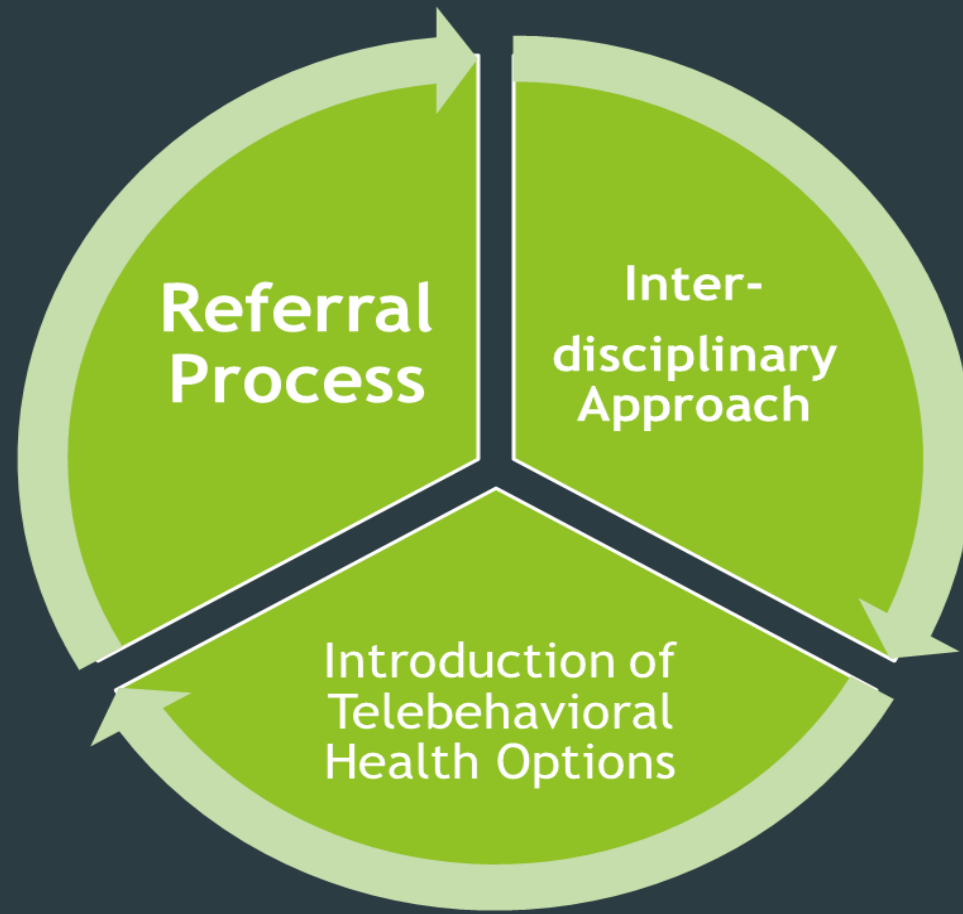 Referral
Process
Inter-
disciplinary
Approach
Introduction of
Telebehavioral
Health Options